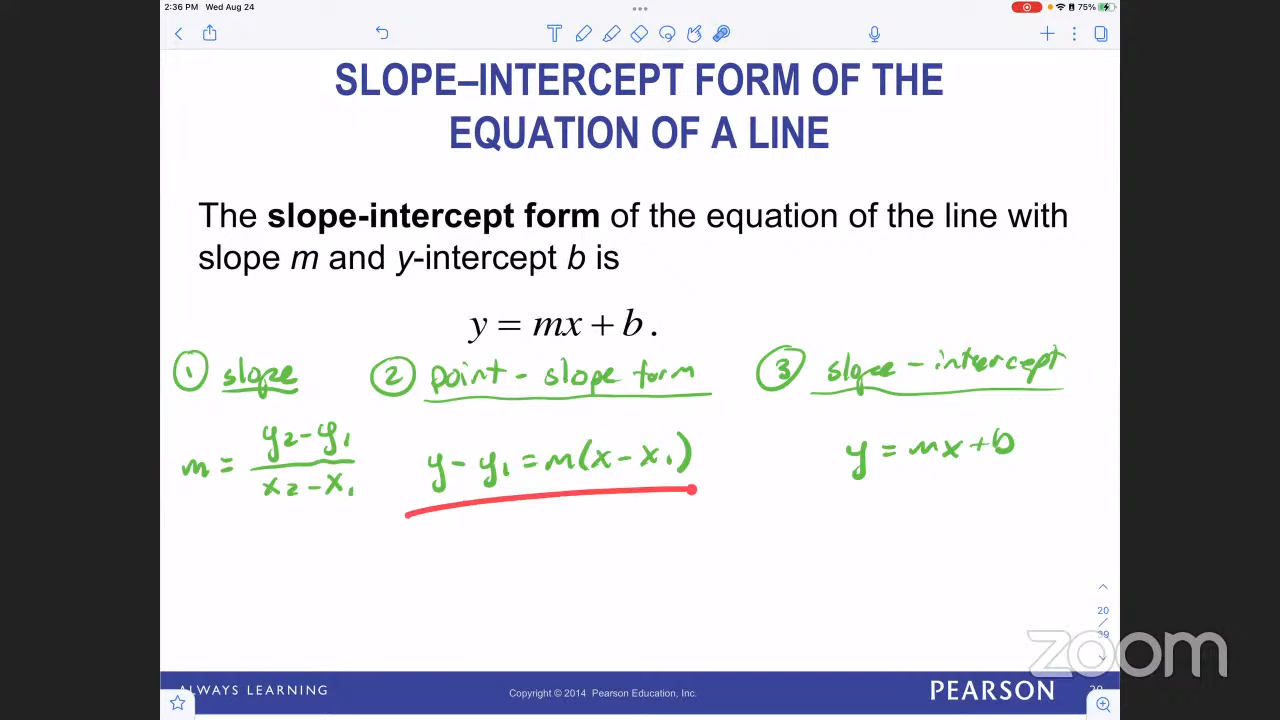 2:36 PM Wed Aug 24
75%
SLOPE–INTERCEPT FORM OF THE
EQUATION OF A LINE
The slope-intercept form of the equation of the line with
slope m and y-intercept b is
y = mx + b.
① slope ② point - slope form ③ slope - intercept
m = y₂ - y₁ / x₂ - x₁ y - y₁ = m(x - x₁) y = mx + b
20
/
39
zoom
ALWAYS LEARNING Copyright © 2014 Pearson Education, Inc. PEARSON 20